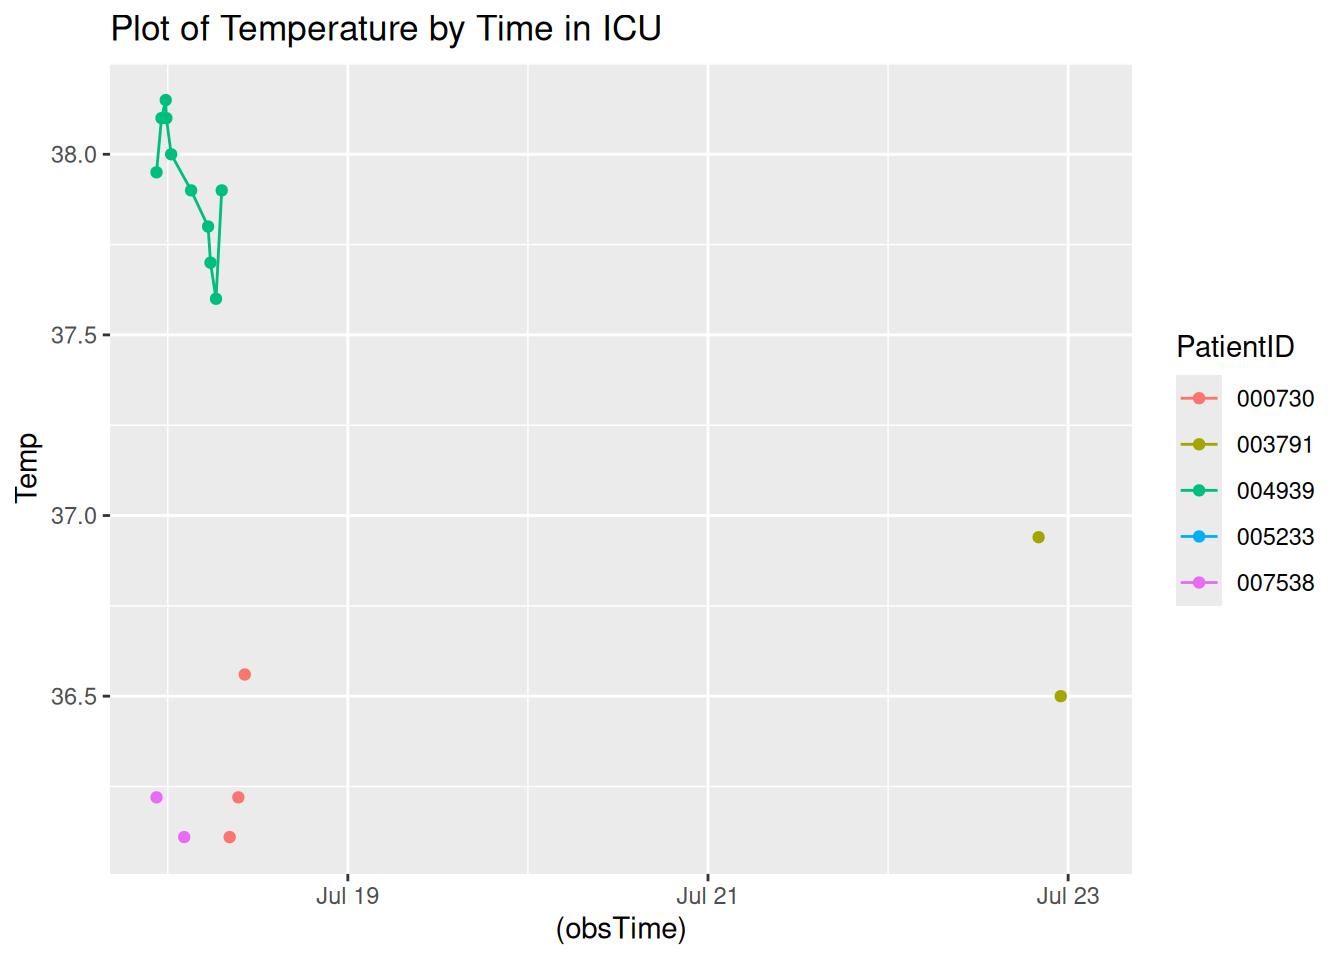 Plot of Temperature by Time in ICU
38.0
37.5
37.0
36.5
Temp
Jul 19
Jul 21
Jul 23
(obsTime)
PatientID
000730
003791
004939
005233
007538